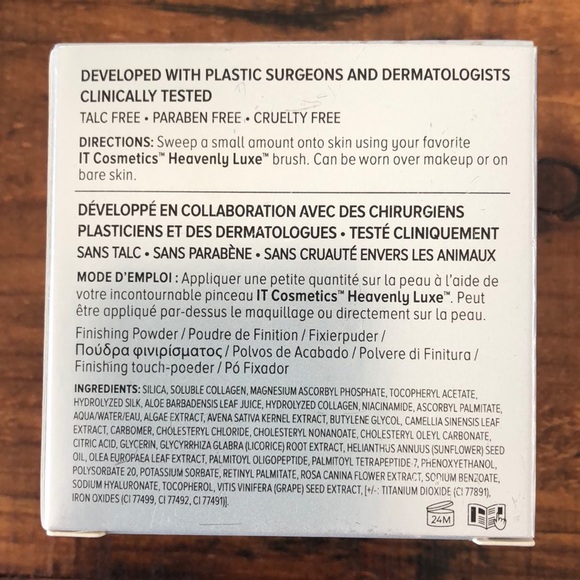 DEVELOPED WITH PLASTIC SURGEONS AND DERMATOLOGISTS
CLINICALLY TESTED
TALC FREE • PARABEN FREE • CRUELTY FREE
DIRECTIONS: Sweep a small amount onto skin using your favorite
IT Cosmetics™ Heavenly Luxe™ brush. Can be worn over makeup or on
bare skin.
DÉVELOPPÉ EN COLLABORATION AVEC DES CHIRURGIENS
PLASTICIENS ET DES DERMATOLOGUES • TESTÉ CLINIQUEMENT
SANS TALC • SANS PARABÈNE • SANS CRUAUTÉ ENVERS LES ANIMAUX
MODE D'EMPLOI : Appliquer une petite quantité sur la peau à l'aide de
votre incontournable pinceau IT Cosmetics™ Heavenly Luxe™. Peut
être appliqué par-dessus le maquillage ou directement sur la peau.
Finishing Powder / Poudre de Finition / Fixierpuder /
Πούδρα φινιρίσματος / Polvos de Acabado / Polvere di Finitura /
Finishing touch-poeder / Pó Fixador
INGREDIENTS: SILICA, SOLUBLE COLLAGEN, MAGNESIUM ASCORBYL PHOSPHATE, TOCOPHERYL ACETATE,
HYDROLYZED SILK, ALOE BARBADENSIS LEAF JUICE, HYDROLYZED COLLAGEN, NIACINAMIDE, ASCORBYL PALMITATE,
AQUA/WATER/EAU, ALGAE EXTRACT, AVENA SATIVA KERNEL EXTRACT, BUTYLENE GLYCOL, CAMELLIA SINENSIS LEAF
EXTRACT, CARBOMER, CHOLESTERYL CHLORIDE, CHOLESTERYL NONANOATE, CHOLESTERYL OLEYL CARBONATE,
CITRIC ACID, GLYCERIN, GLYCYRRHIZA GLABRA (LICORICE) ROOT EXTRACT, HELIANTHUS ANNUUS (SUNFLOWER) SEED
OIL, OLEA EUROPAEA LEAF EXTRACT, PALMITOYL OLIGOPEPTIDE, PALMITOYL TETRAPEPTIDE-7, PHENOXYETHANOL,
POLYSORBATE 20, POTASSIUM SORBATE, RETINYL PALMITATE, ROSA CANINA FLOWER EXTRACT, SODIUM BENZOATE,
SODIUM HYALURONATE, TOCOPHEROL, VITIS VINIFERA (GRAPE) SEED EXTRACT, [+/-: TITANIUM DIOXIDE (CI 77891),
IRON OXIDES (CI 77499, CI 77492, CI 77491)].
24M